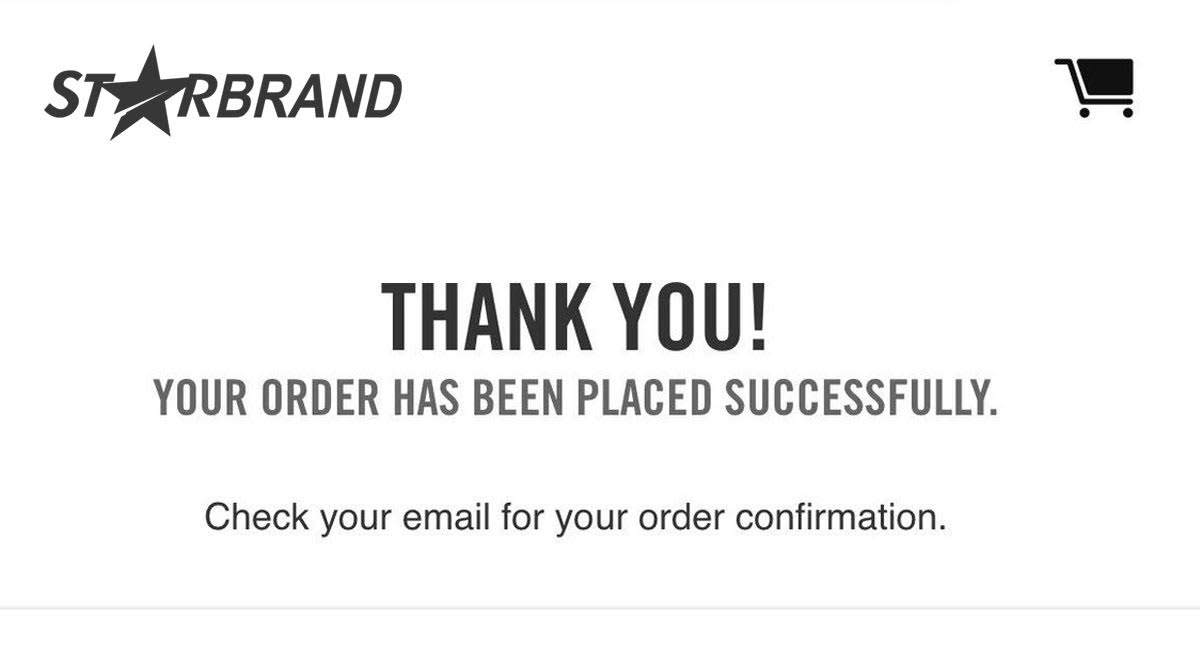 STARBRAND
THANK YOU!
YOUR ORDER HAS BEEN PLACED SUCCESSFULLY.
Check your email for your order confirmation.